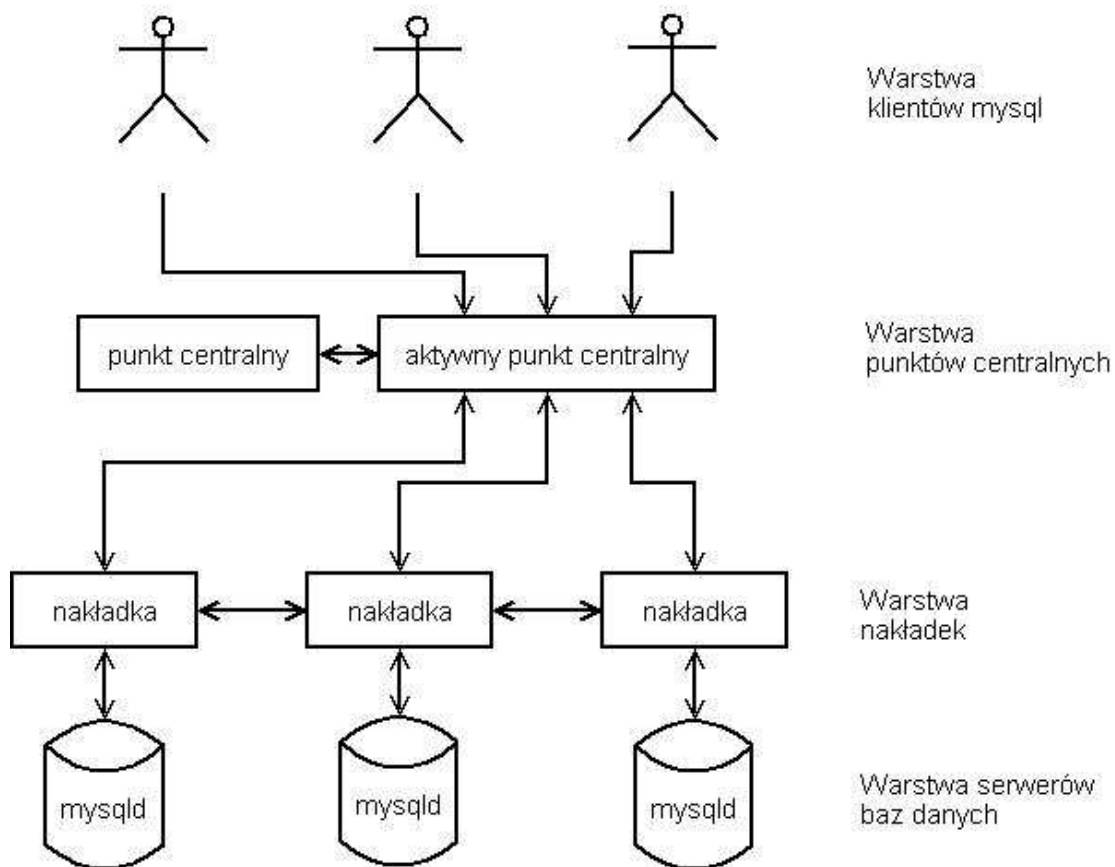 Warstwa
klientów mysql
punkt centralny
aktywny punkt centralny
Warstwa
punktów centralnych
nakładka
nakładka
nakładka
Warstwa
nakładek
mysqld
mysqld
mysqld
Warstwa serwerów
baz danych